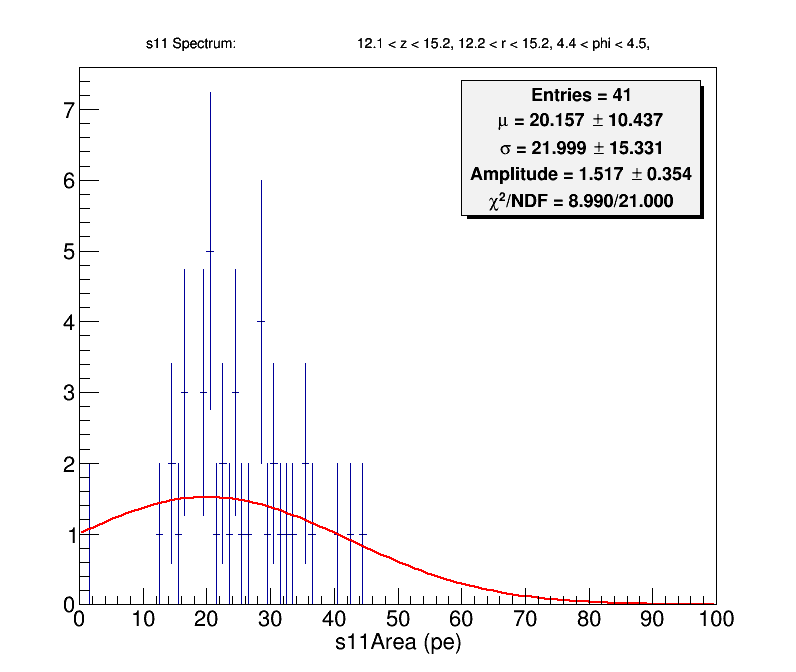 s11 Spectrum: 12.1 < z < 15.2, 12.2 < r < 15.2, 4.4 < phi < 4.5,
Entries = 41
μ = 20.157 ± 10.437
σ = 21.999 ± 15.331
Amplitude = 1.517 ± 0.354
χ²/NDF = 8.990/21.000
7
6
5
4
3
2
1
0
0 10 20 30 40 50 60 70 80 90 100
s11Area (pe)